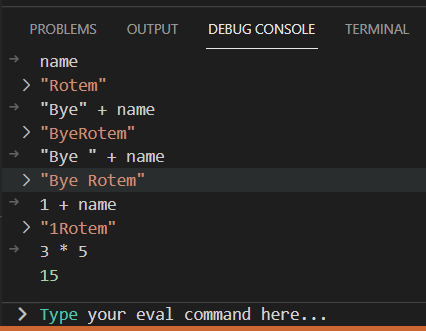 PROBLEMS OUTPUT DEBUG CONSOLE TERMINAL
name
"Rotem"
"Bye" + name
"ByeRotem"
"Bye " + name
"Bye Rotem"
1 + name
"1Rotem"
3 * 5
15
Type your eval command here...